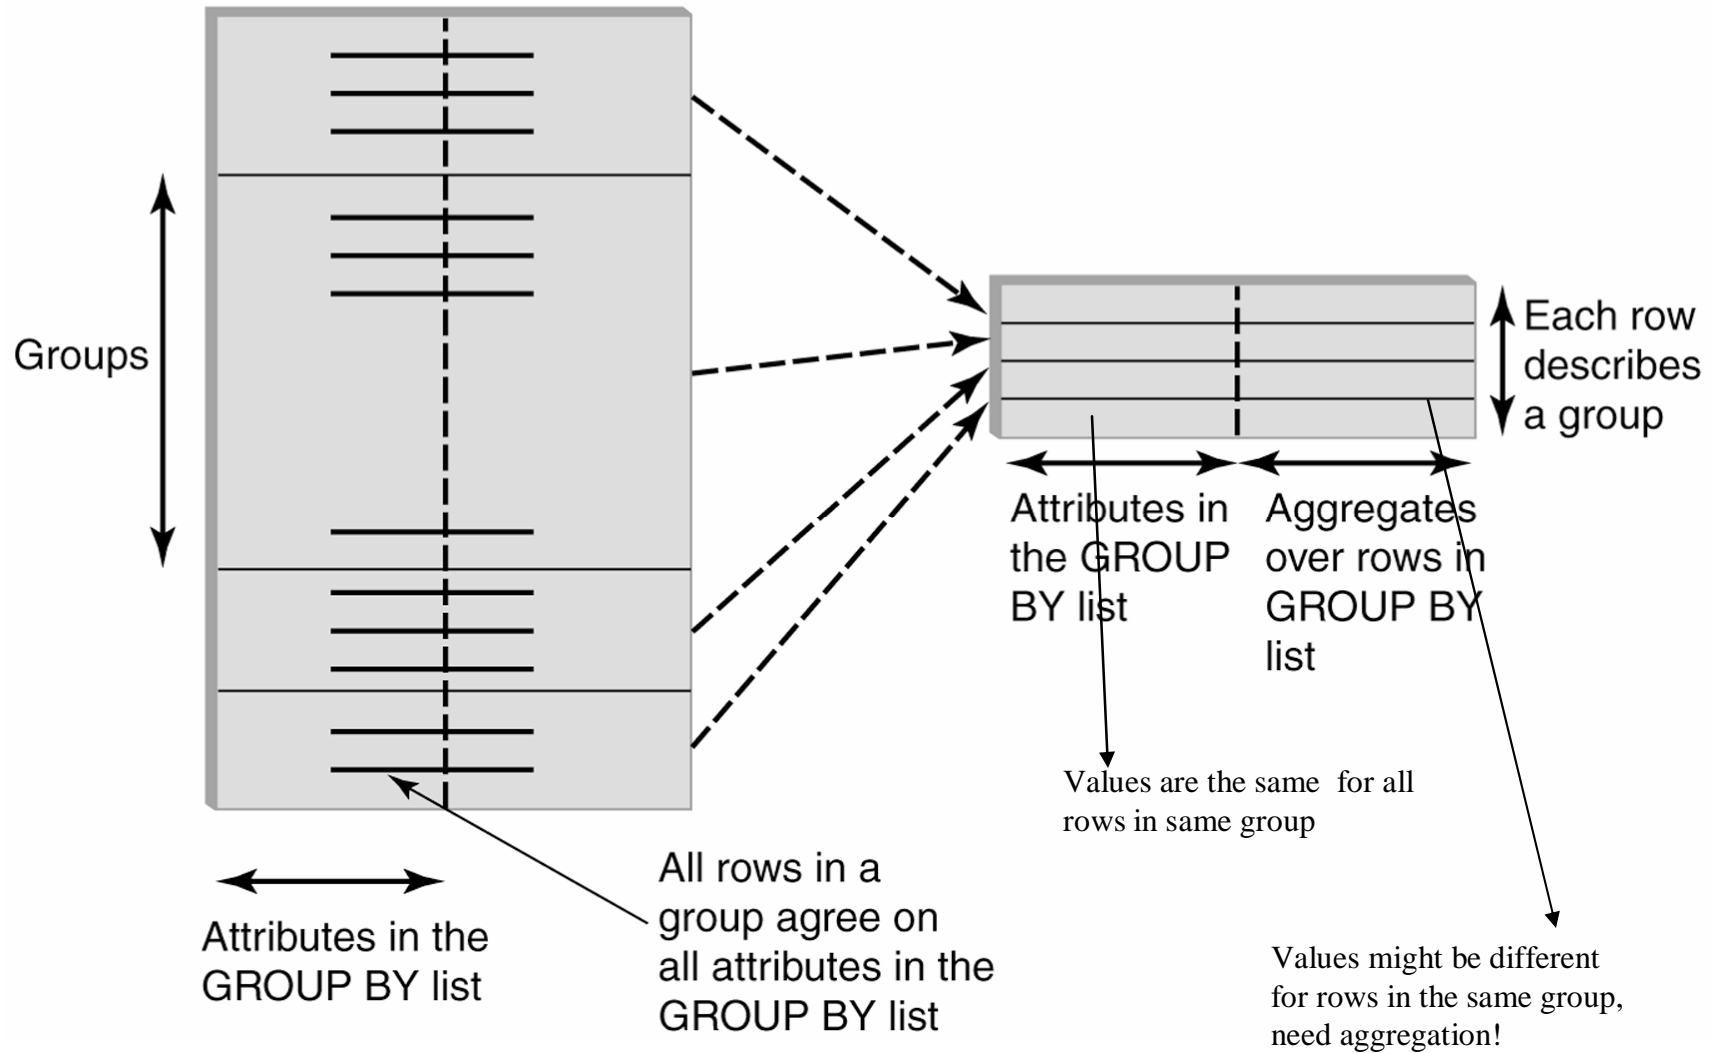 Groups
Each row
describes
a group
Attributes in
the GROUP
BY list
Aggregates
over rows in
GROUP BY
list
Values are the same  for all
rows in same group
Attributes in the
GROUP BY list
All rows in a
group agree on
all attributes in the
GROUP BY list
Values might be different
for rows in the same group,
need aggregation!